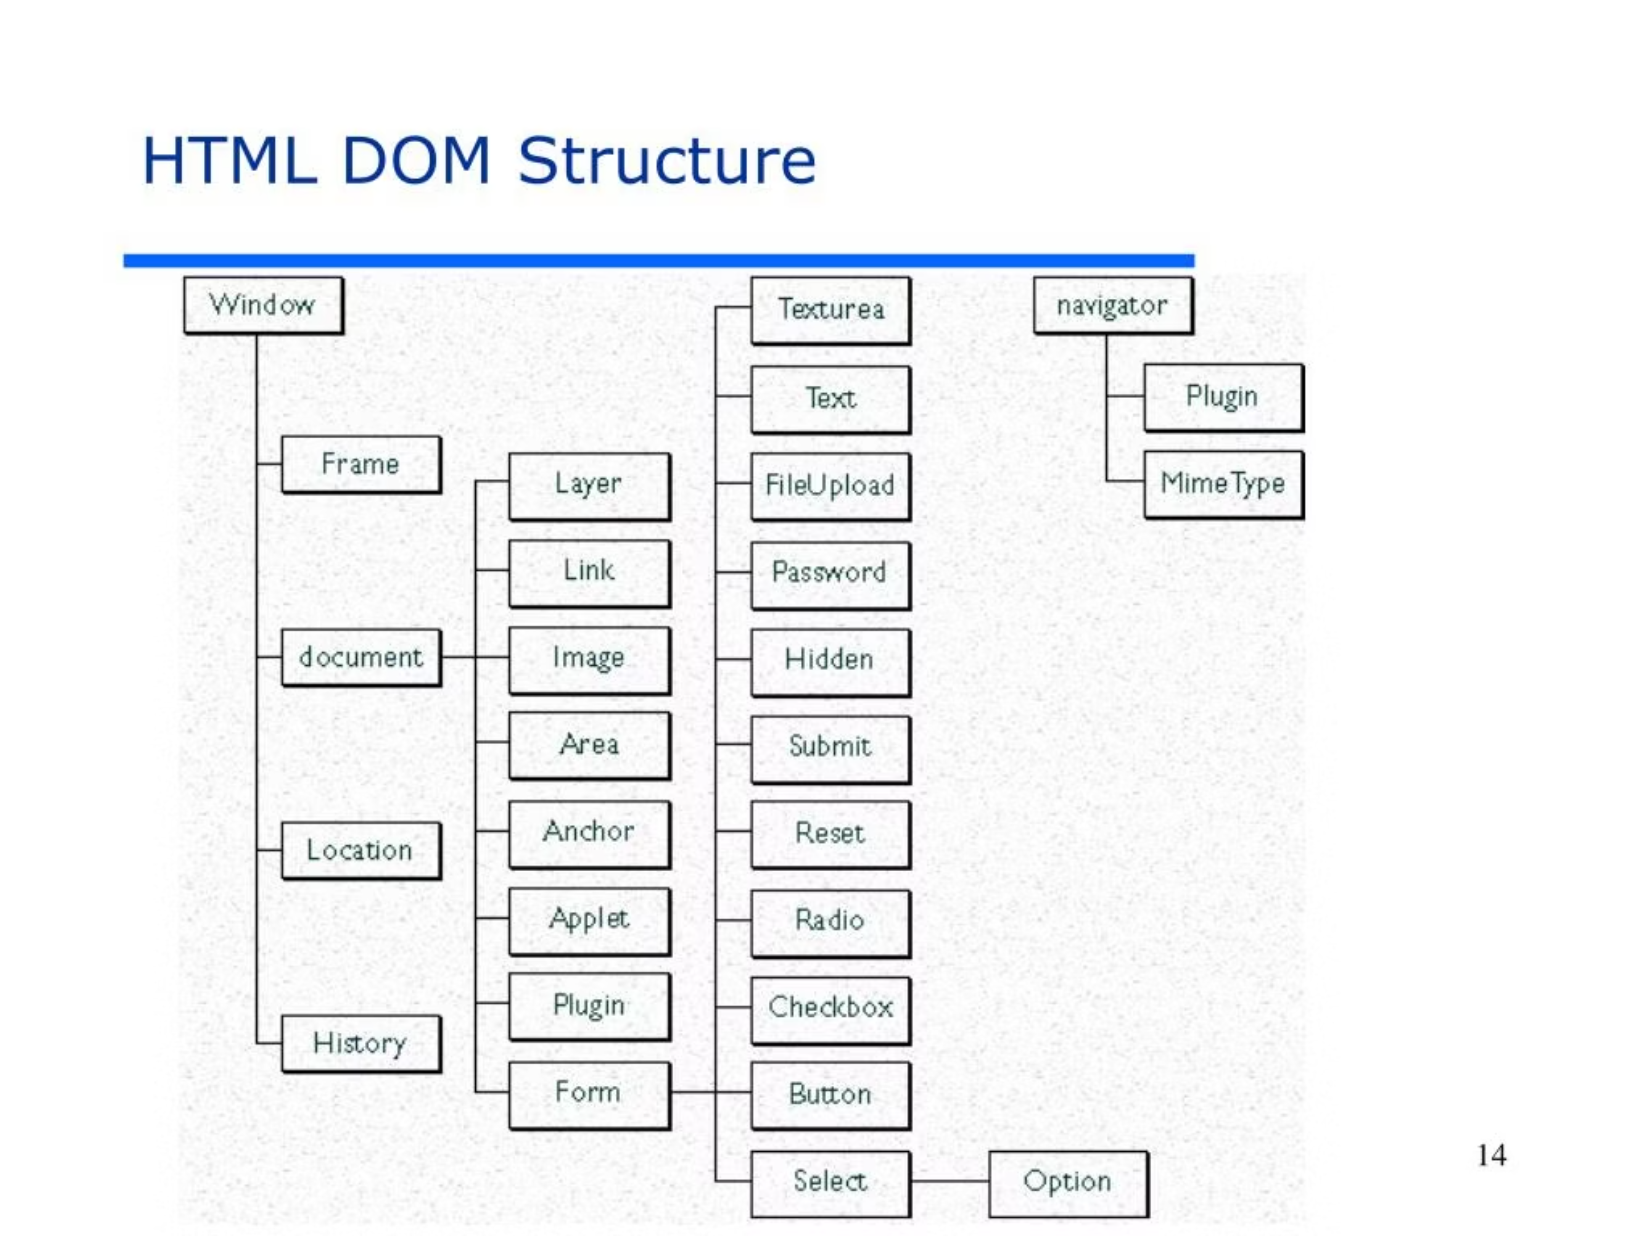 HTML DOM Structure
Window
Frame
document
Location
History
Layer
Link
Image
Area
Anchor
Applet
Plugin
Form
Texturea
Text
FileUpload
Password
Hidden
Submit
Reset
Radio
Checkbox
Button
Select
Option
navigator
Plugin
MimeType
14